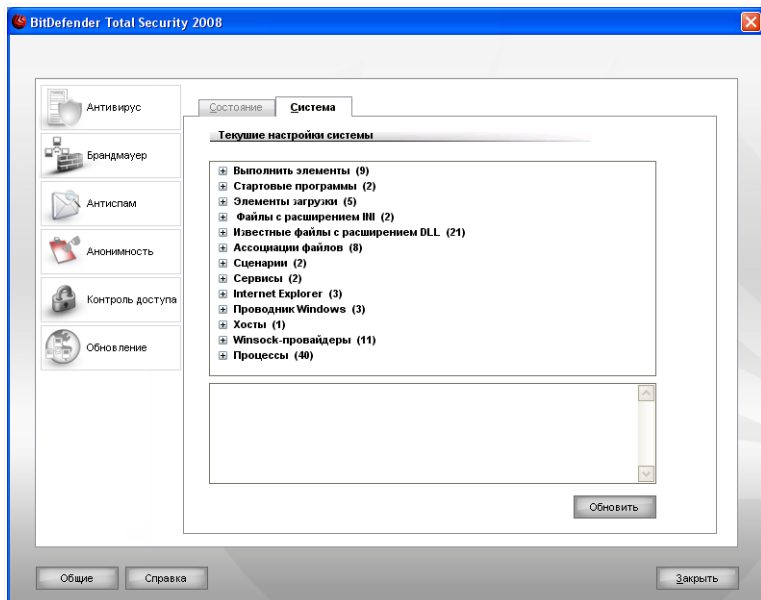 BitDefender Total Security 2008
Антивирус
Брандмауер
Антиспам
Анонимность
Контроль доступа
Обновление
Состояние
Система
Текушие настройки системы
Выполнить элементы (9)
Стартовые программы (2)
Элементы загрузки (5)
Файлы с расширением INI (2)
Известные файлы с расширением DLL (21)
Ассоциации файлов (8)
Сценарии (2)
Сервисы (2)
Internet Explorer (3)
Проводник Windows (3)
Хосты (1)
Winsock-провайдеры (11)
Процессы (40)
Обновить
Общие
Справка
Закрыть